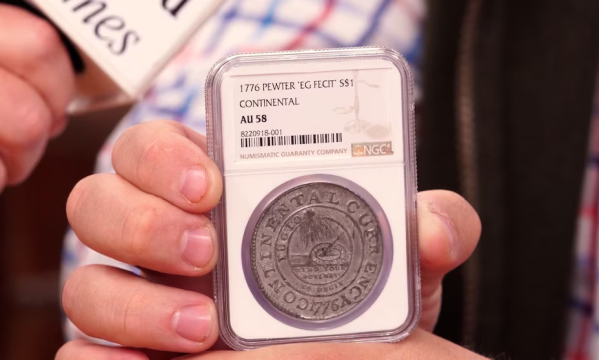 mes
1776 PEWTER 'EG FECIT' S$1
CONTINENTAL
AU 58
8220918-001
NUMISMATIC GUARANTY COMPANY
NGC
CONTINENTAL CURRENCY
1776
FUGIO
MIND YOUR
BUSINESS